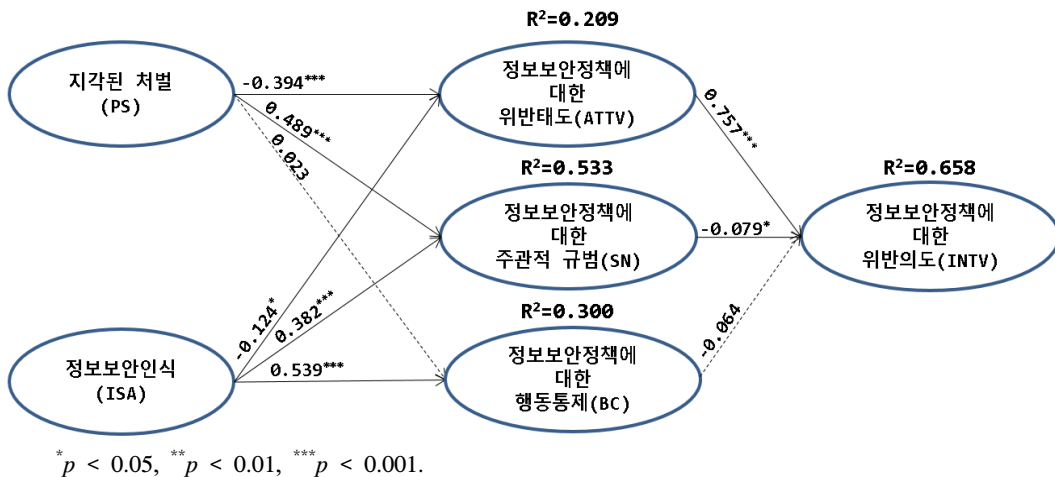 R²=0.209
지각된 처벌
(PS)
정보보안정책에
대한
위반태도(ATTV)
-0.394***
0.489***
0.023
0.757***
R²=0.533
R²=0.658
정보보안정책에
대한
주관적 규범(SN)
-0.079*
정보보안정책에
대한
위반의도(INTV)
-0.124*
0.382***
R²=0.300
-0.064
정보보안인식
(ISA)
0.539***
정보보안정책에
대한
행동통제(BC)
*p < 0.05, **p < 0.01, ***p < 0.001.